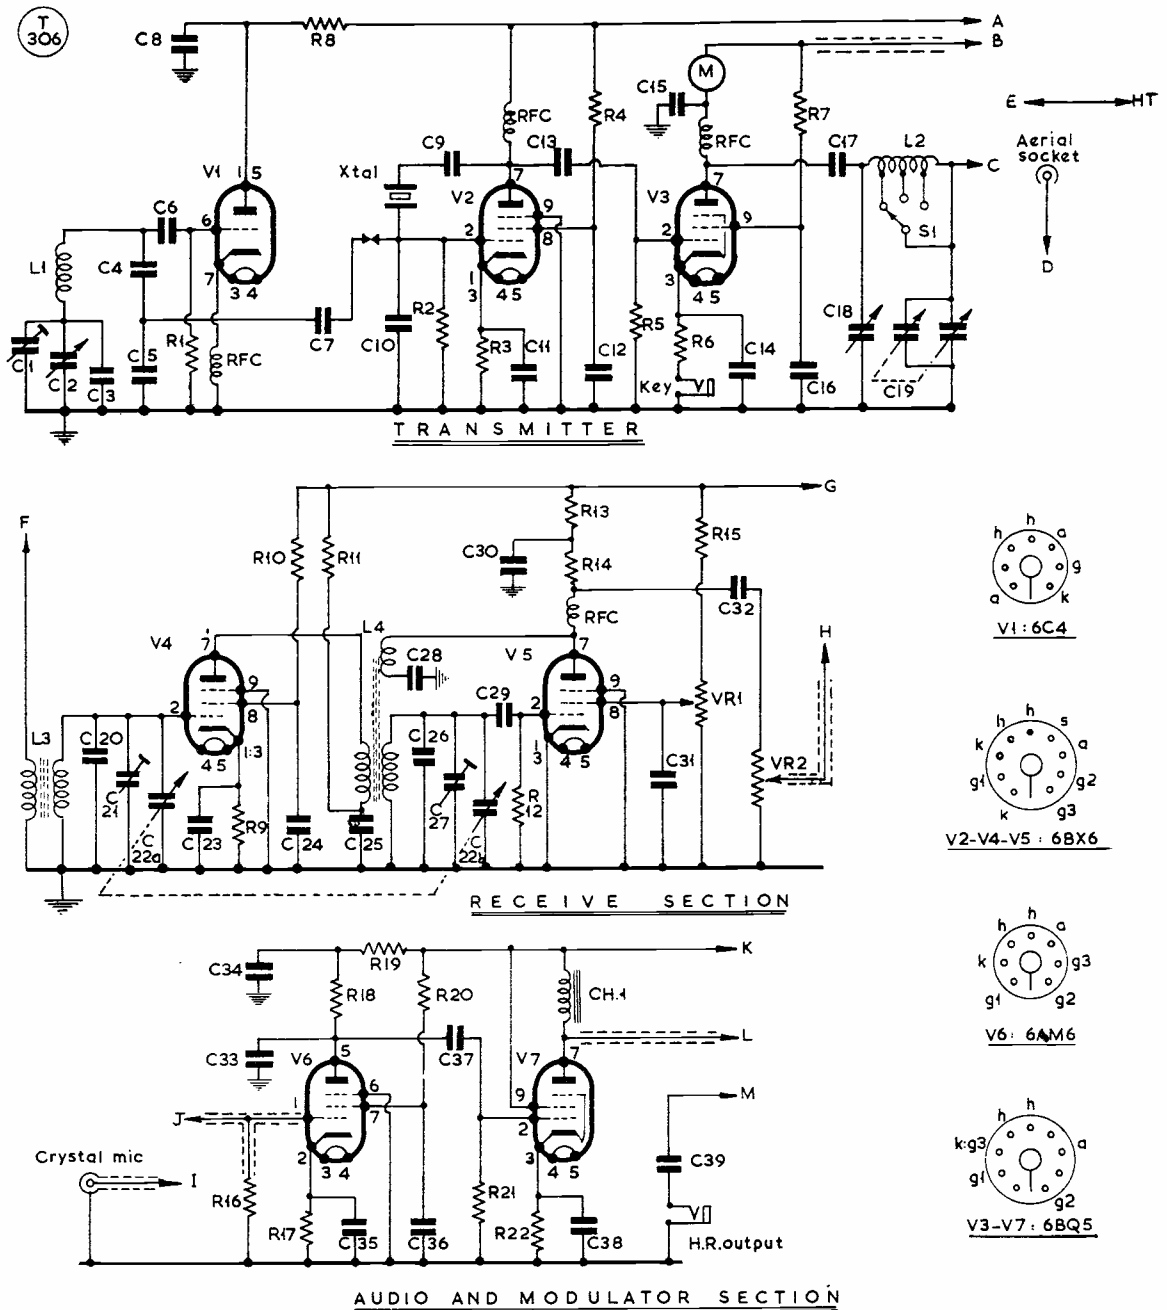 T
306
C8
R8
A
B
M
C15
R4
R7
E
HT
RFC
RFC
Aerial
socket
C9
C13
C17
L2
C
Xtal
V1
1 5
V2
7
V3
7
C6
6
9
8
2
9
2
S1
D
L1
C4
7
3 4
1
3
4 5
3
4 5
C18
C1
C2
C3
C5
R1
RFC
C7
C10
R2
R3
C11
C12
R5
R6
C14
Key
C16
C19
TRANSMITTER
F
G
R10
R11
C30
R13
R14
R15
RFC
C32
h
h
a
g
a
k
V1:6C4
V4
7
L4
C28
V5
7
H
L3
2
9
8
C29
2
9
8
VR1
C20
4 5
1:3
C26
1
3
4 5
C31
VR2
C
21
C
22a
C23
R9
C24
C25
C
27
C
22b
R
12
h
h
s
k
a
g1
g2
k
g3
V2-V4-V5: 6BX6
RECEIVE SECTION
C34
R19
K
R18
R20
CH.1
C33
V6
5
C37
V7
7
L
h
h
a
k
g3
g1
g2
V6: 6AM6
J
1
6
7
9
2
M
Crystal mic
I
2
3 4
3
4 5
C39
R16
R17
C35
C36
R21
R22
C38
H.R.output
h
h
k:g3
a
g1
g2
V3-V7: 6BQ5
AUDIO AND MODULATOR SECTION